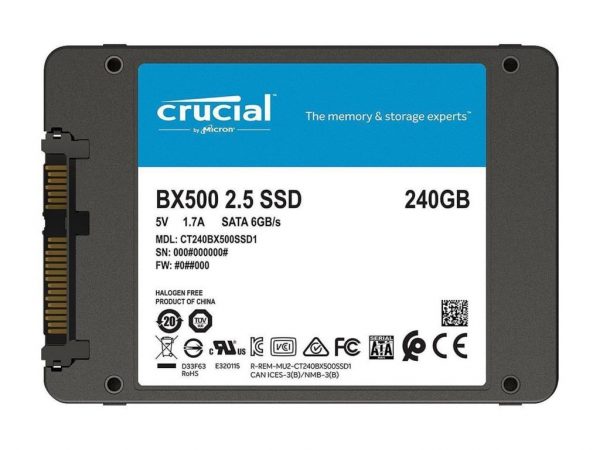 crucial
by Micron
The memory & storage experts™
BX500 2.5 SSD 240GB
5V 1.7A SATA 6GB/s
MDL: CT240BX500SSD1
SN: 000#000000#
FW: #0##000
HALOGEN FREE
PRODUCT OF CHINA
20 TÜV
c RU US VCCI FC SERIAL ATA CE
D33F63 E320115 R-REM-MU2-CT240BX500SSD1
RoHS CAN ICES-3(B)/NMB-3(B)